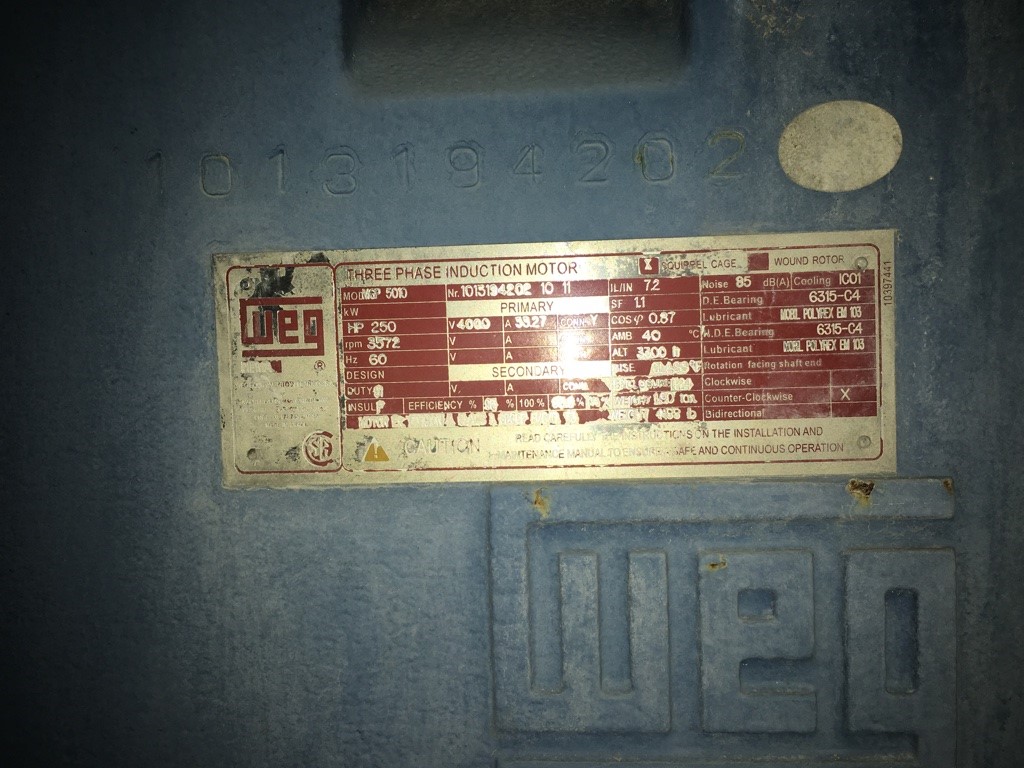 1013194202
THREE PHASE INDUCTION MOTOR
X SQUIRREL CAGE WOUND ROTOR
MOD. MGP 5010 Nr. 1013194202 10 11 IL/IN 7.2 Noise 85 dB(A) Cooling IC01
kW PRIMARY SF 1.1 D.E. Bearing 6315-C4
HP 250 V 4000 A 33.27 CONN. Y COS φ 0.87 Lubricant MOBIL POLYREX EM 103
rpm 3572 V A AMB 40 °C N.D.E. Bearing 6315-C4
Hz 60 V A ALT 3300 ft Lubricant MOBIL POLYREX EM 103
DESIGN SECONDARY Rotation facing shaft end
DUTY V. A Clockwise
INSUL F EFFICIENCY % % 100% Counter-Clockwise X
WEIGHT lb Bidirectional
weg
®
CAUTION
READ CAREFULLY THE INSTRUCTIONS ON THE INSTALLATION AND
MAINTENANCE MANUAL TO ENSURE SAFE AND CONTINUOUS OPERATION
10397441
weg